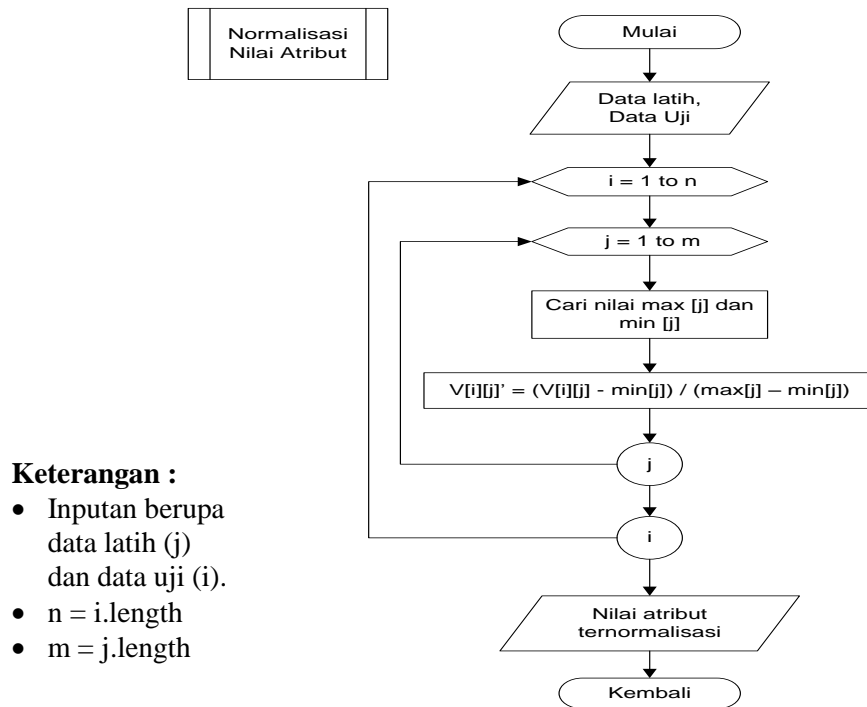 Normalisasi
Nilai Atribut
Mulai
Data latih,
Data Uji
i = 1 to n
j = 1 to m
Cari nilai max [j] dan
min [j]
V[i][j]’ = (V[i][j] - min[j]) / (max[j] – min[j])
j
i
Nilai atribut
ternormalisasi
Kembali
Keterangan :
• Inputan berupa
data latih (j)
dan data uji (i).
• n = i.length
• m = j.length